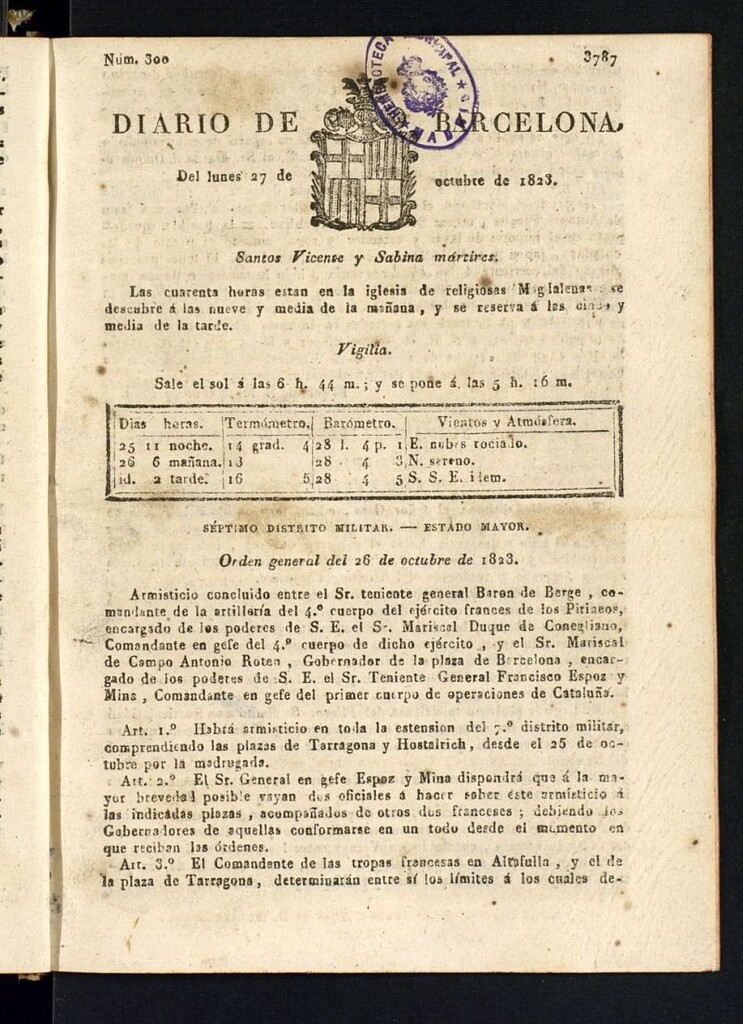 Núm. 300 3787
HEMEROTECA MUNICIPAL * MADRID *
DIARIO DE BARCELONA,
Del lunes 27 de octubre de 1823.
Santos Vicente y Sabina mártires.
Las cuarenta horas estan en la iglesia de religiosas Magdalenas: se
descubre á las nueve y media de la mañana, y se reserva á las cinco y
media de la tarde.
Vigilia.
Sale el sol á las 6 h. 44 m.; y se pone á las 5 h. 16 m.
Dias horas. Termómetro. Barómetro. Vientos y Atmósfera.
25 11 noche. 14 grad. 4 28 l. 4 p. 1 E. nubes rociado.
26 6 mañana. 13 28 4 3 N. sereno.
id. 2 tarde. 16 5 28 4 5 S. S. E. idem.
SÉPTIMO DISTRITO MILITAR. — ESTADO MAYOR.
Orden general del 26 de octubre de 1823.
Armisticio concluido entre el Sr. teniente general Baron de Berge, co-
mandante de la artillería del 4.º cuerpo del ejército frances de los Pirineos,
encargado de los poderes de S. E. el Sr. Mariscal Duque de Conegliano,
Comandante en gefe del 4.º cuerpo de dicho ejército, y el Sr. Mariscal
de Campo Antonio Roten, Gobernador de la plaza de Barcelona, encar-
gado de los poderes de S. E. el Sr. Teniente General Francisco Espoz y
Mina, Comandante en gefe del primer cuerpo de operaciones de Cataluña.
Art. 1.º Habrá armisticio en toda la estension del 7.º distrito militar,
comprendiendo las plazas de Tarragona y Hostalrich, desde el 25 de oc-
tubre por la madrugada.
Art. 2.º El Sr. General en gefe Espoz y Mina dispondrá que á la ma-
yor brevedad posible vayan dos oficiales á hacer saber éste armisticio á
las indicadas plazas, acompañados de otros dos franceses; debiendo los
Gobernadores de aquellas conformarse en un todo desde el momento en
que reciban las órdenes.
Art. 3.º El Comandante de las tropas francesas en Altafulla, y el de
la plaza de Tarragona, determinarán entre sí los límites á los cuales de-